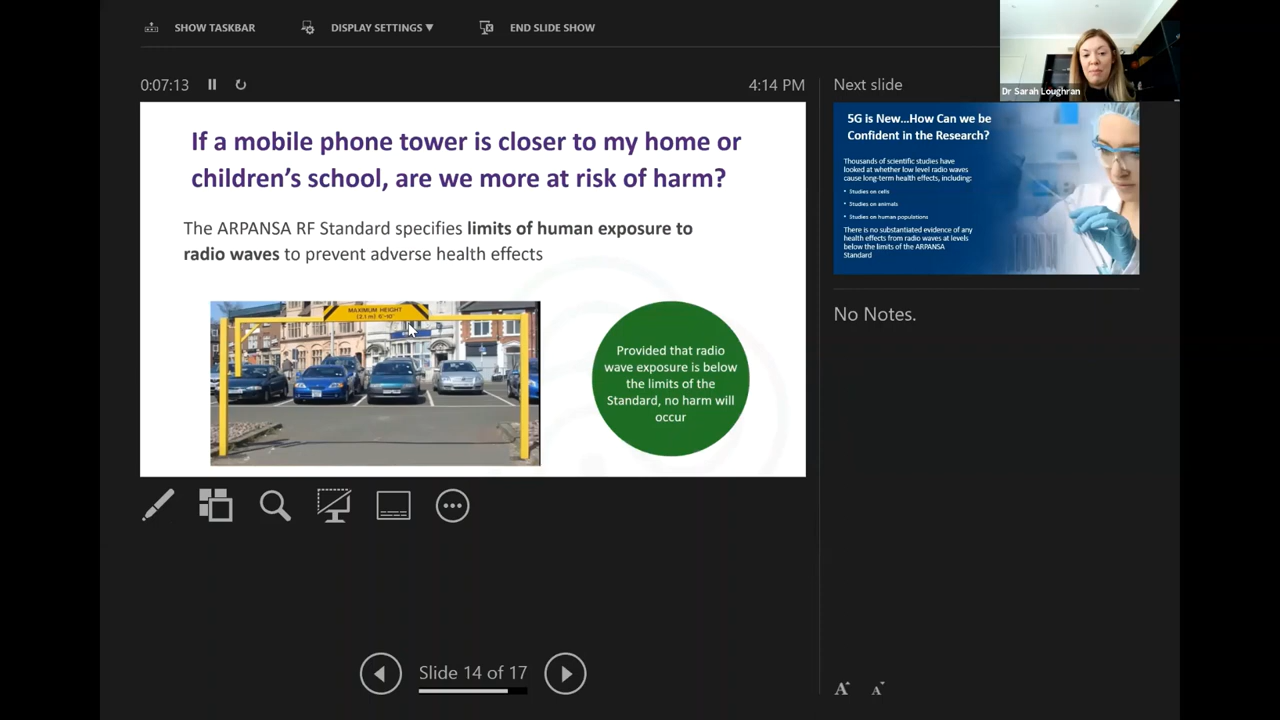 SHOW TASKBAR
DISPLAY SETTINGS ▼
END SLIDE SHOW
0:07:13
4:14 PM
If a mobile phone tower is closer to my home or
children's school, are we more at risk of harm?
The ARPANSA RF Standard specifies limits of human exposure to
radio waves to prevent adverse health effects
MAXIMUM HEIGHT
Provided that radio
wave exposure is below
the limits of the
Standard, no harm will
occur
Slide 14 of 17
Dr Sarah Loughran
Next slide
5G is New...How Can we be
Confident in the Research?
Thousands of scientific studies have
looked at whether low level radio waves
cause long-term health effects, including:
• Studies on cells
• Studies on animals
• Studies on human populations
There is no substantiated evidence of any
health effects from radio waves at levels
below the limits of the ARPANSA
Standard
No Notes.
A A